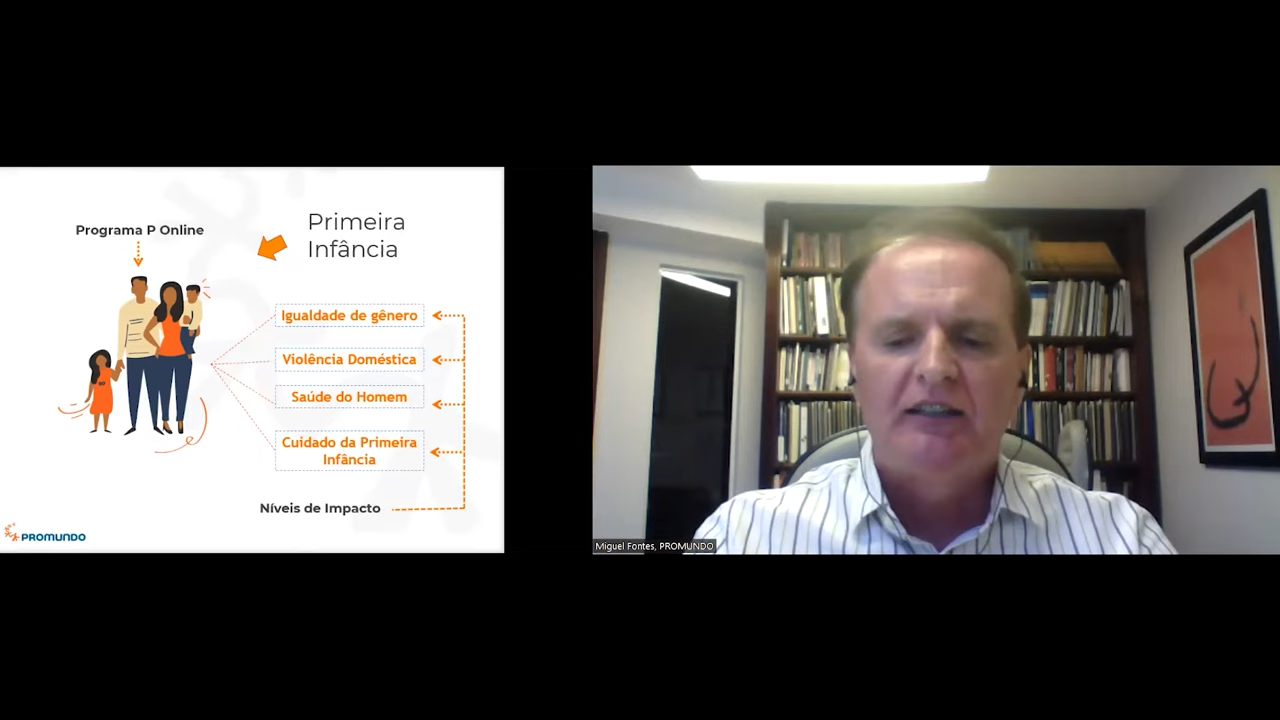 Programa P Online
Primeira
Infância
Igualdade de gênero
Violência Doméstica
Saúde do Homem
Cuidado da Primeira
Infância
Níveis de Impacto
PROMUNDO
Miguel Fontes, PROMUNDO